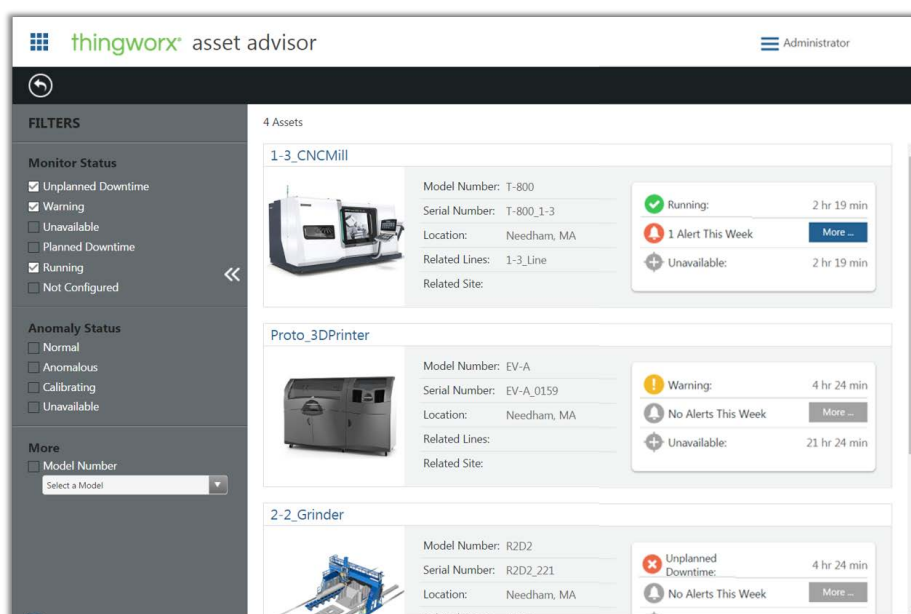 thingworx® asset advisor
Administrator
FILTERS
Monitor Status
Unplanned Downtime
Warning
Unavailable
Planned Downtime
Running
Not Configured
Anomaly Status
Normal
Anomalous
Calibrating
Unavailable
More
Model Number
Select a Model
4 Assets
1-3_CNCMill
Model Number: T-800
Serial Number: T-800_1-3
Location: Needham, MA
Related Lines: 1-3_Line
Related Site:
Running: 2 hr 19 min
1 Alert This Week More ...
Unavailable: 2 hr 19 min
Proto_3DPrinter
Model Number: EV-A
Serial Number: EV-A_0159
Location: Needham, MA
Related Lines:
Related Site:
Warning: 4 hr 24 min
No Alerts This Week More ...
Unavailable: 21 hr 24 min
2-2_Grinder
Model Number: R2D2
Serial Number: R2D2_221
Location: Needham, MA
Unplanned
Downtime: 4 hr 24 min
No Alerts This Week More ...